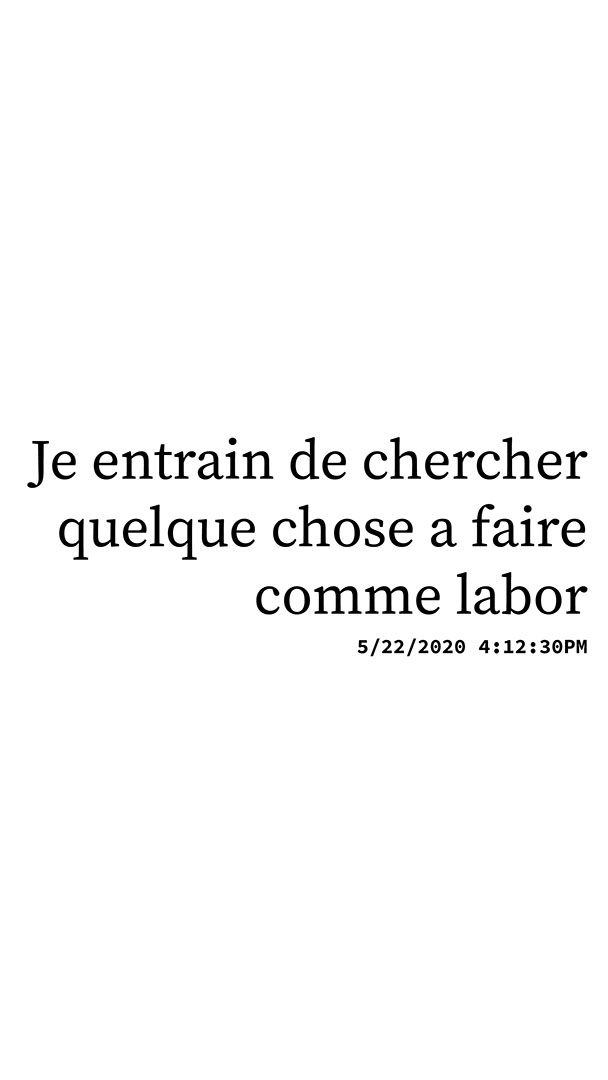 Je entrain de chercher
quelque chose a faire
comme labor
5/22/2020 4:12:30PM